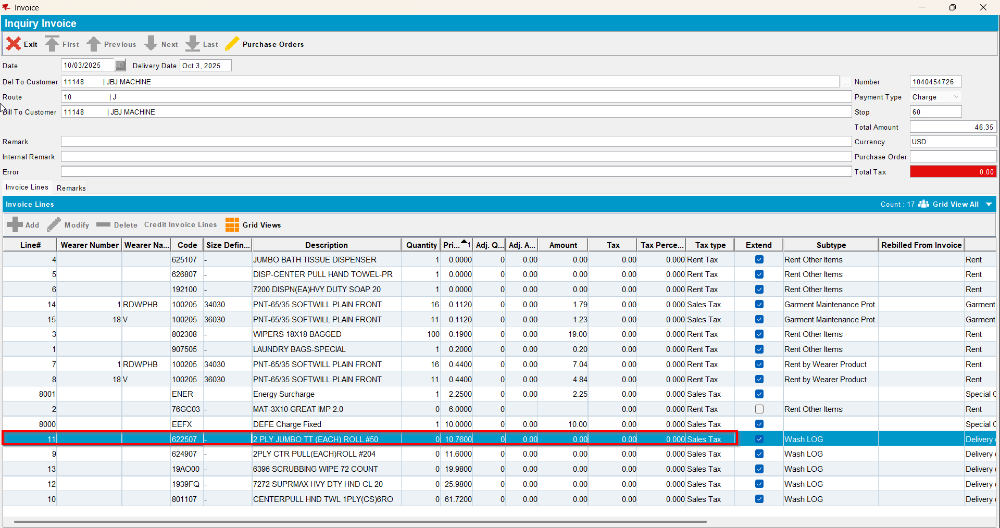 Invoice
Inquiry Invoice
Exit First Previous Next Last Purchase Orders
Date 10/03/2025 Delivery Date Oct 3, 2025
Del To Customer 11148 | JBJ MACHINE ... Number 1040454726
Route 10 | J Payment Type Charge
Bill To Customer 11148 | JBJ MACHINE Stop 60
Total Amount 46.35
Remark Currency USD
Internal Remark Purchase Order
Error Total Tax 0.00
Invoice Lines Remarks
Invoice Lines Count : 17 Grid View All
Add Modify Delete Credit Invoice Lines Grid Views
Line# Wearer Number Wearer Na... Code Size Defin... Description Quantity Pri... 1 Adj. Q... Adj. A... Amount Tax Tax Perce... Tax type Extend Subtype Rebilled From Invoice
4 625107 - JUMBO BATH TISSUE DISPENSER 1 0.0000 0 0.00 0.00 0.00 0.000 Rent Tax Rent Other Items Rent
5 626807 - DISP-CENTER PULL HAND TOWEL-PR 1 0.0000 0 0.00 0.00 0.00 0.000 Rent Tax Rent Other Items Rent
6 192100 - 7200 DISPN(EA)HVY DUTY SOAP 20 1 0.0000 0 0.00 0.00 0.00 0.000 Rent Tax Rent Other Items Rent
14 1 RDWPHB 100205 34030 PNT-65/35 SOFTWILL PLAIN FRONT 16 0.1120 0 0.00 1.79 0.00 0.000 Sales Tax Garment Maintenance Prot.. Garment
15 18 V 100205 36030 PNT-65/35 SOFTWILL PLAIN FRONT 11 0.1120 0 0.00 1.23 0.00 0.000 Sales Tax Garment Maintenance Prot.. Garment
3 802308 - WIPERS 18X18 BAGGED 100 0.1900 0 0.00 19.00 0.00 0.000 Rent Tax Rent Other Items Rent
1 907505 - LAUNDRY BAGS-SPECIAL 1 0.2000 0 0.00 0.20 0.00 0.000 Rent Tax Rent Other Items Rent
7 1 RDWPHB 100205 34030 PNT-65/35 SOFTWILL PLAIN FRONT 16 0.4400 0 0.00 7.04 0.00 0.000 Rent Tax Rent by Wearer Product Rent
8 18 V 100205 36030 PNT-65/35 SOFTWILL PLAIN FRONT 11 0.4400 0 0.00 4.84 0.00 0.000 Rent Tax Rent by Wearer Product Rent
8001 ENER Energy Surcharge 1 2.2500 0 0.00 2.25 0.00 0.000 Sales Tax Special C
2 76GC03 - MAT-3X10 GREAT IMP 2.0 0 6.0000 0 0.00 0.000 Rent Tax Rent Other Items Rent
8000 EEFX DEFE Charge Fixed 1 10.0000 0 0.00 10.00 0.00 0.000 Sales Tax Special C
11 622507 - 2 PLY JUMBO TT (EACH) ROLL #50 0 10.7600 0 0.00 0.00 0.00 0.000 Sales Tax Wash LOG Delivery
9 624907 - 2PLY CTR PULL(EACH)ROLL #204 0 11.6000 0 0.00 0.00 0.00 0.000 Sales Tax Wash LOG Delivery
13 19AO00 - 6396 SCRUBBING WIPE 72 COUNT 0 19.9800 0 0.00 0.00 0.00 0.000 Sales Tax Wash LOG Delivery
12 1939FQ - 7272 SUPRMAX HVY DTY HND CL 20 0 25.9800 0 0.00 0.00 0.00 0.000 Sales Tax Wash LOG Delivery
10 801107 - CENTERPULL HND TWL 1PLY(CS)6RO 0 61.7200 0 0.00 0.00 0.00 0.000 Sales Tax Wash LOG Delivery